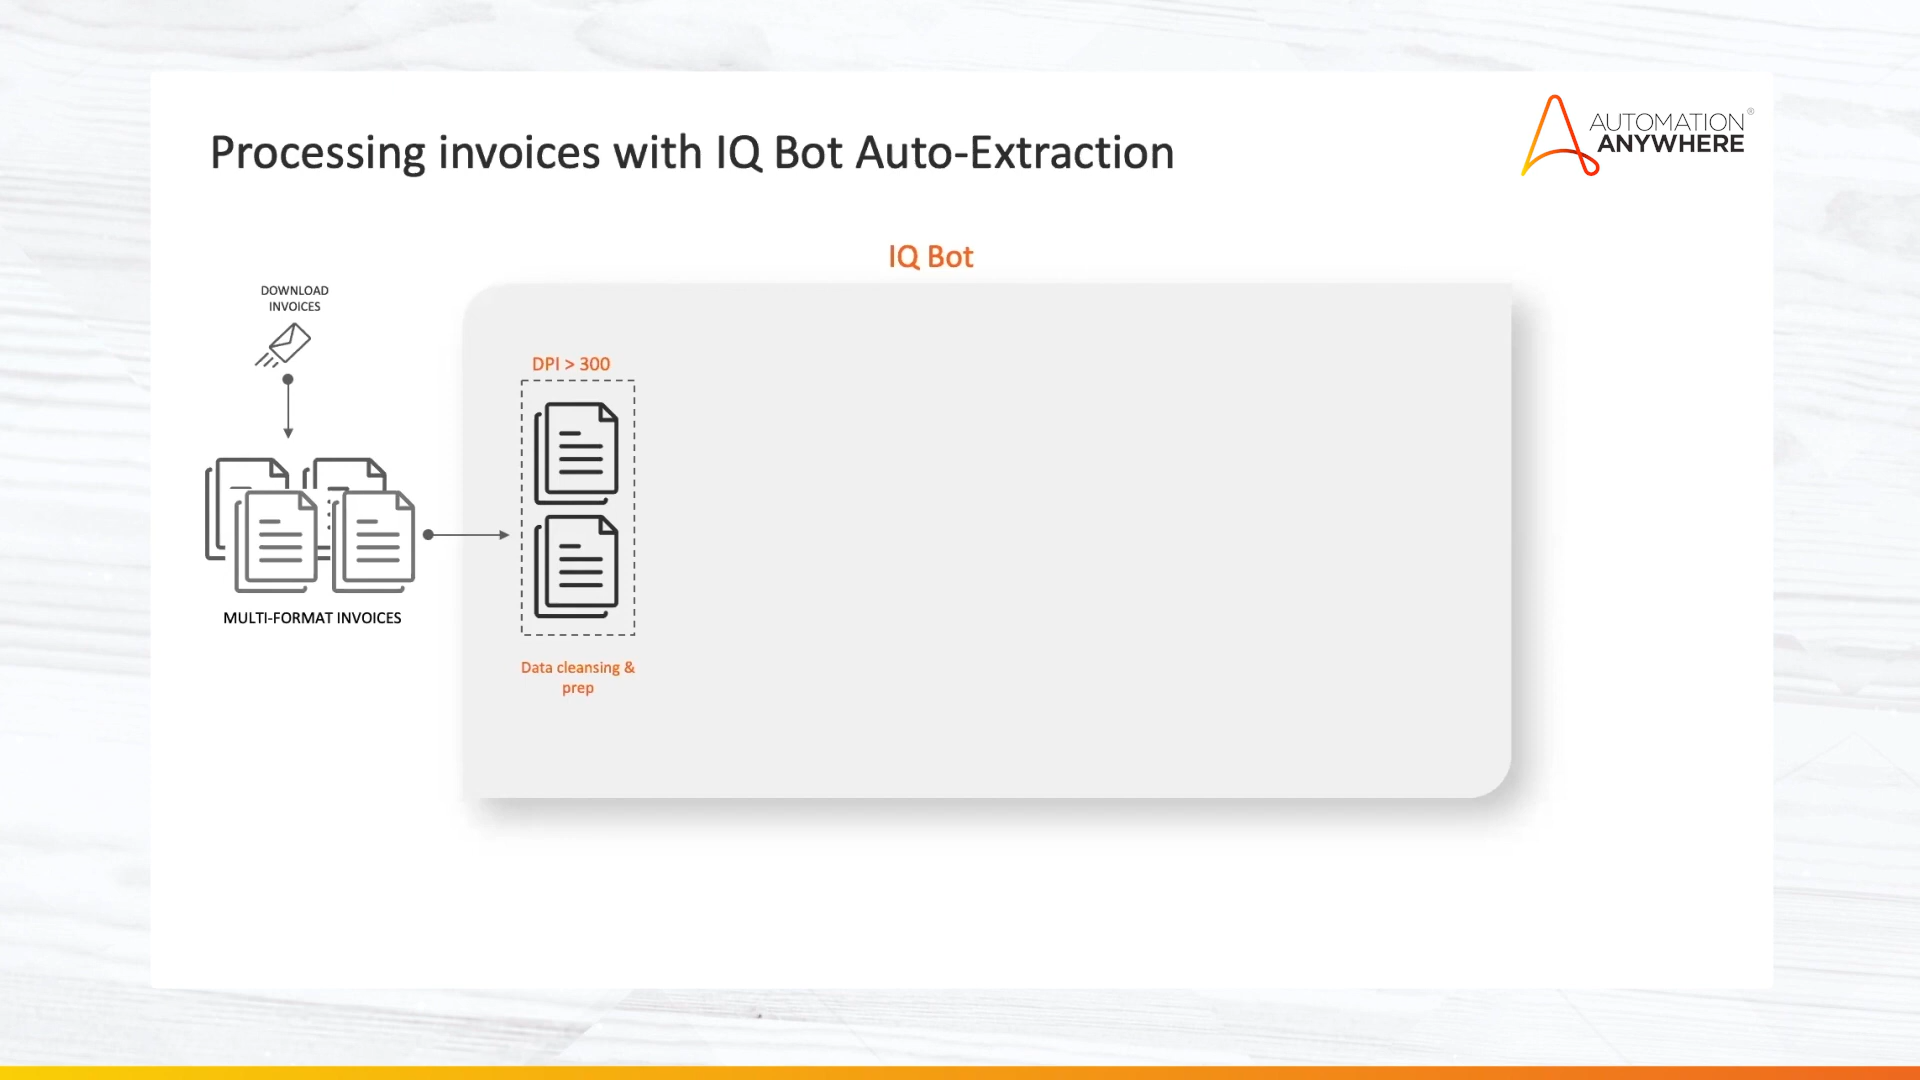 Processing invoices with IQ Bot Auto-Extraction
AUTOMATION®
ANYWHERE
IQ Bot
DOWNLOAD
INVOICES
DPI > 300
MULTI-FORMAT INVOICES
Data cleansing &
prep